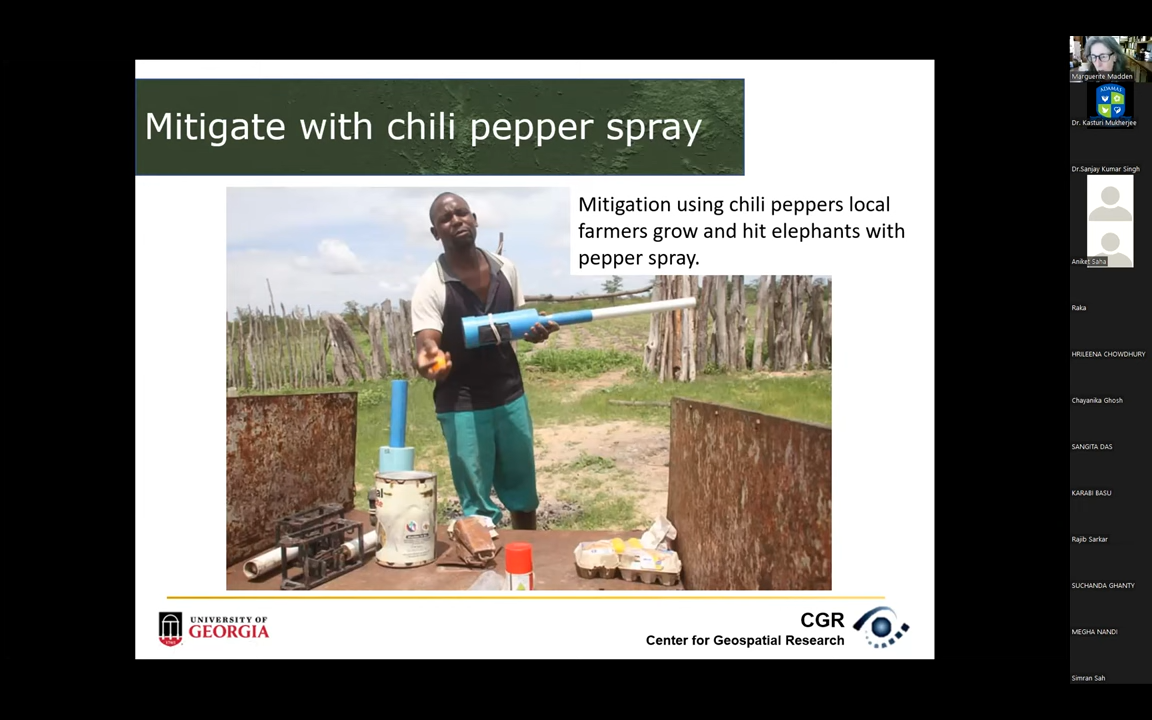 Mitigate with chili pepper spray
Mitigation using chili peppers local
farmers grow and hit elephants with
pepper spray.
UNIVERSITY OF
GEORGIA
CGR
Center for Geospatial Research
Marguerite Madden
ADAMAS
Dr. Kasturi Mukherjee
Dr.Sanjay Kumar Singh
Aniket Saha
Raka
HRILEENA CHOWDHURY
Chayanika Ghosh
SANGITA DAS
KARABI BASU
Rajib Sarkar
SUCHANDA GHANTY
MEGHA NANDI
Simran Sah